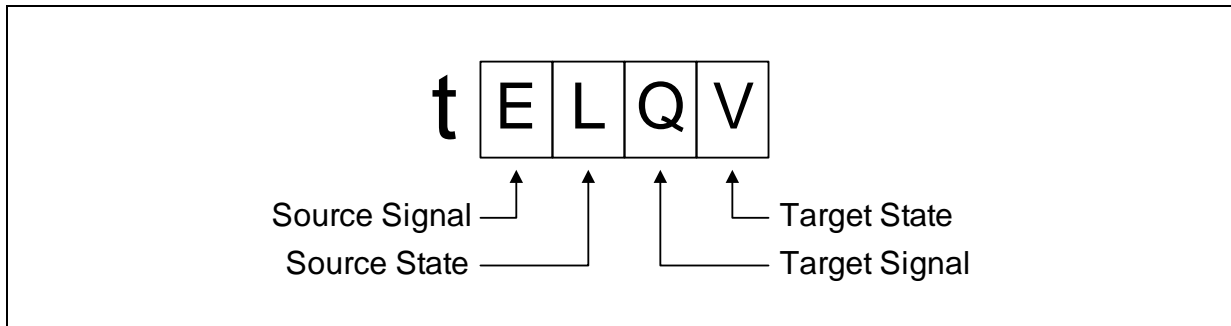 t E L Q V
Source Signal
Target State
Source State
Target Signal